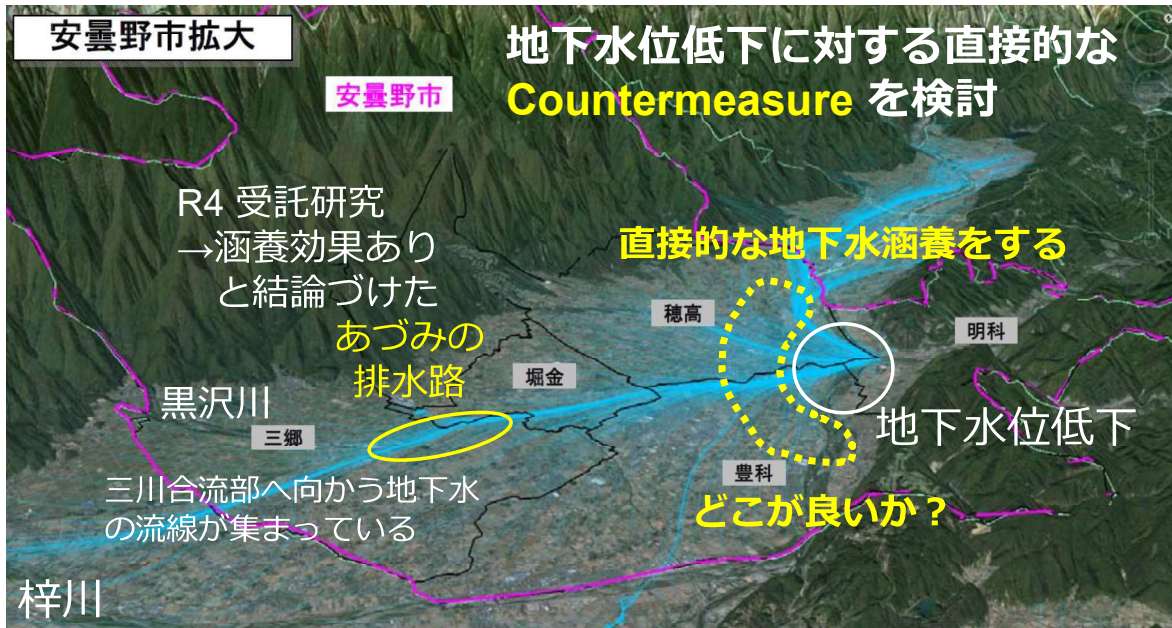 安曇野市拡大
地下水位低下に対する直接的な
Countermeasure を検討
安曇野市
R4 受託研究
→涵養効果あり
と結論づけた
直接的な地下水涵養をする
穂高
明科
あづみの
排水路
堀金
黒沢川
三郷
地下水位低下
豊科
三川合流部へ向かう地下水
の流線が集まっている
どこが良いか？
梓川